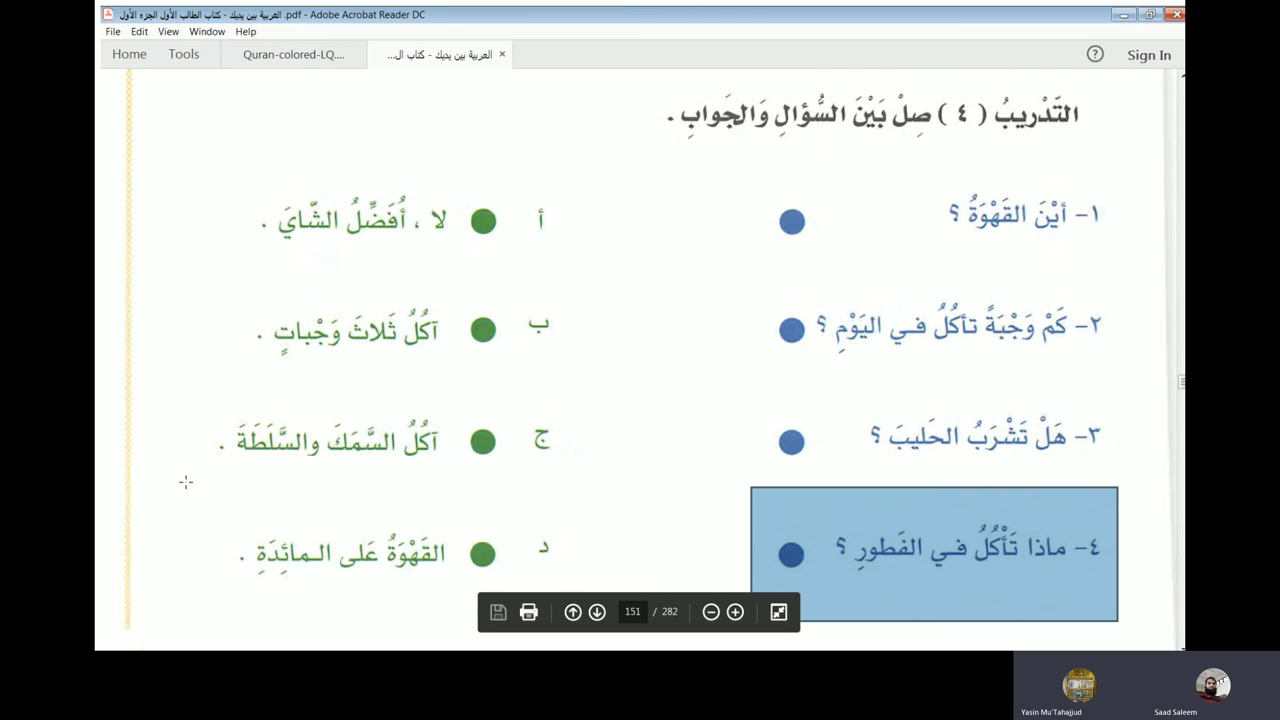 العربية بين يديك - كتاب الطالب الأول الجزء الأول .pdf - Adobe Acrobat Reader DC
File Edit View Window Help
Home Tools Quran-colored-LQ.... العربية بين يديك - كتاب ال... × ? Sign In
التَّدْريبُ ( ٤ ) صِلْ بَيْنَ السُّؤالِ وَالجَوابِ .
١- أيْنَ القَهْوَةُ ؟ أ لا ، أُفَضِّلُ الشّايَ .
٢- كَمْ وَجْبَةً تأكُلُ في اليَوْمِ ؟ ب آكُلُ ثَلاثَ وَجْباتٍ .
٣- هَلْ تَشْرَبُ الحَليبَ ؟ ج آكُلُ السَّمَكَ والسَّلَطَةَ .
٤- ماذا تَأْكُلُ في الفَطورِ ؟ د القَهْوَةُ عَلى المائِدَةِ .
151 / 282
Yasin Mu'Tahajjud Saad Saleem